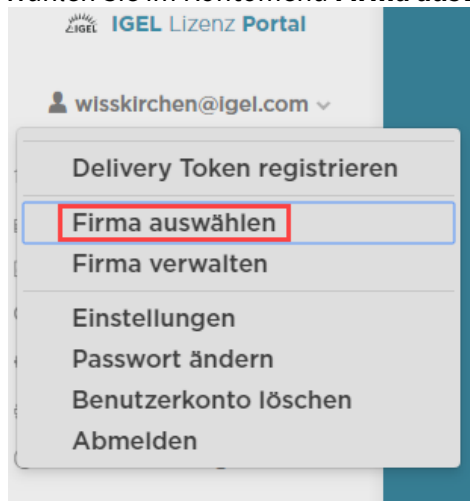 IGEL
IGEL Lizenz Portal
wisskirchen@igel.com
Delivery Token registrieren
Firma auswählen
Firma verwalten
Einstellungen
Passwort ändern
Benutzerkonto löschen
Abmelden